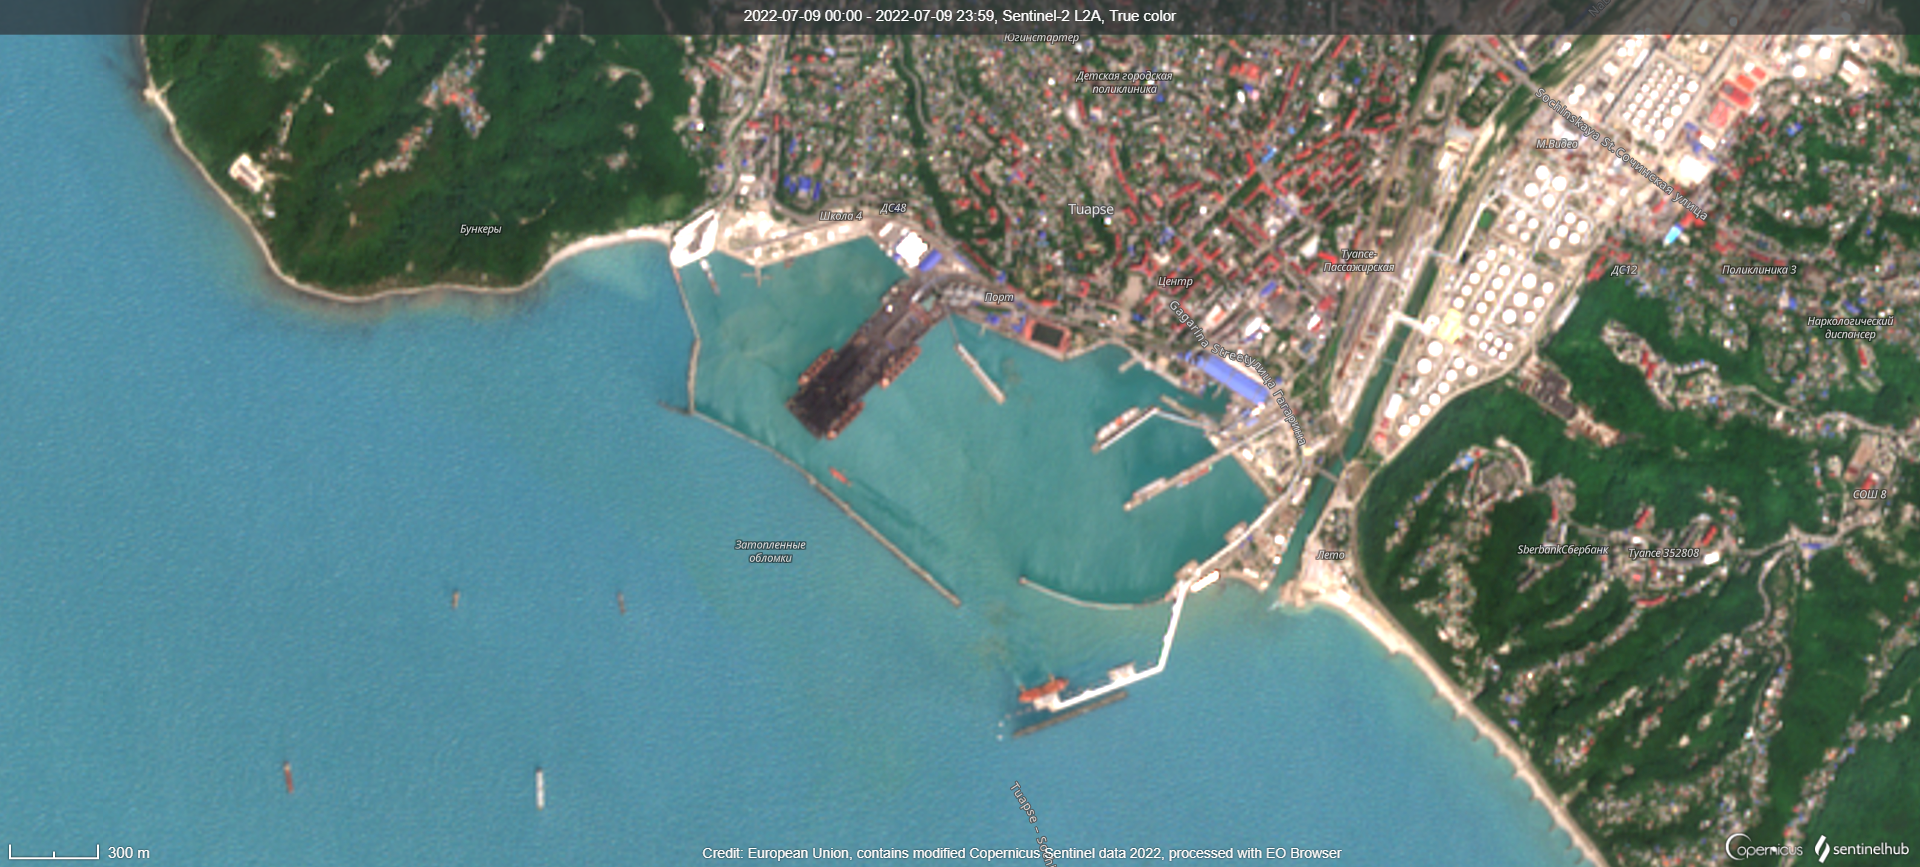 2022-07-09 00:00 - 2022-07-09 23:59, Sentinel-2 L2A, True color
Югинстартер
Детская городская
поликлиника
Sochinskaya St.Сочинская улица
М.Видео
Школа 4
ДС48
Tuapse
Бункеры
Туапсе-
Пассажирская
ДС12
Поликлиника 3
Центр
Порт
Gagarina Streetулица Гагарина
Наркологический
диспансер
СОШ 8
Затопленные
обломки
Лето
SberbankСбербанк
Tyance 352808
Tuapse - Soch
300 m
Credit: European Union, contains modified Copernicus Sentinel data 2022, processed with EO Browser
Copernicus
sentinelhub